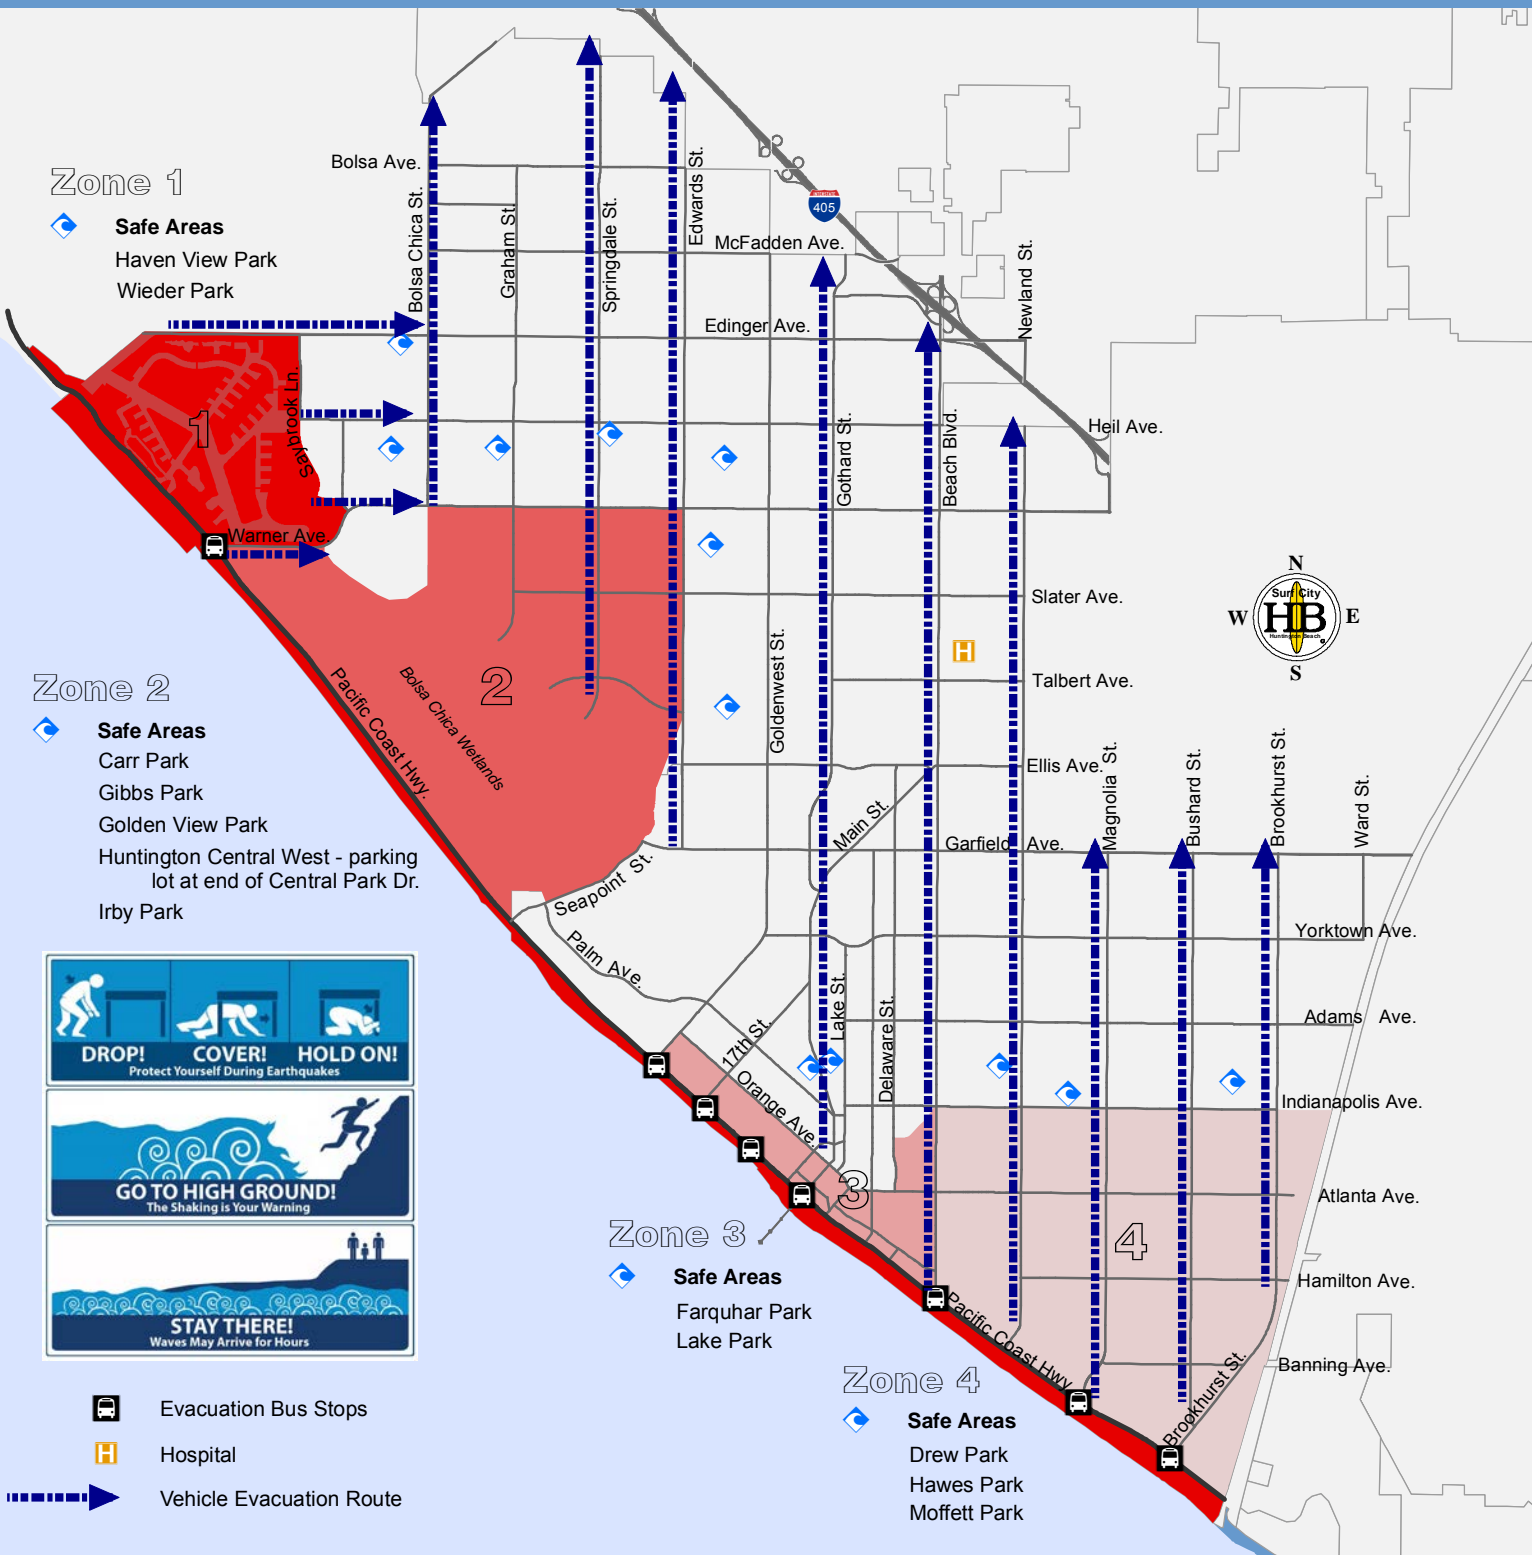 Bolsa Ave.
Zone 1
Safe Areas
Haven View Park
Wieder Park
Bolsa Chica St.
Graham St.
Springdale St.
Edwards St.
INTERSTATE
405
McFadden Ave.
Edinger Ave.
Newland St.
Saybrook Ln.
1
Gothard St.
Beach Blvd.
Heil Ave.
Warner Ave.
Slater Ave.
N
W
E
S
Surf City
HB
Huntington Beach
H
Talbert Ave.
Goldenwest St.
Zone 2
Safe Areas
Carr Park
Gibbs Park
Golden View Park
Huntington Central West - parking
lot at end of Central Park Dr.
Irby Park
Pacific Coast Hwy.
Bolsa Chica Wetlands
2
Ellis Ave.
Magnolia St.
Bushard St.
Brookhurst St.
Ward St.
Main St.
Garfield Ave.
Seapoint St.
Palm Ave.
Yorktown Ave.
Lake St.
Delaware St.
17th St.
Orange Ave.
Adams Ave.
Indianapolis Ave.
DROP! COVER! HOLD ON!
Protect Yourself During Earthquakes
GO TO HIGH GROUND!
The Shaking is Your Warning
STAY THERE!
Waves May Arrive for Hours
3
Atlanta Ave.
4
Zone 3
Safe Areas
Farquhar Park
Lake Park
Hamilton Ave.
Pacific Coast Hwy.
Banning Ave.
Brookhurst St.
Zone 4
Safe Areas
Drew Park
Hawes Park
Moffett Park
Evacuation Bus Stops
H
Hospital
Vehicle Evacuation Route